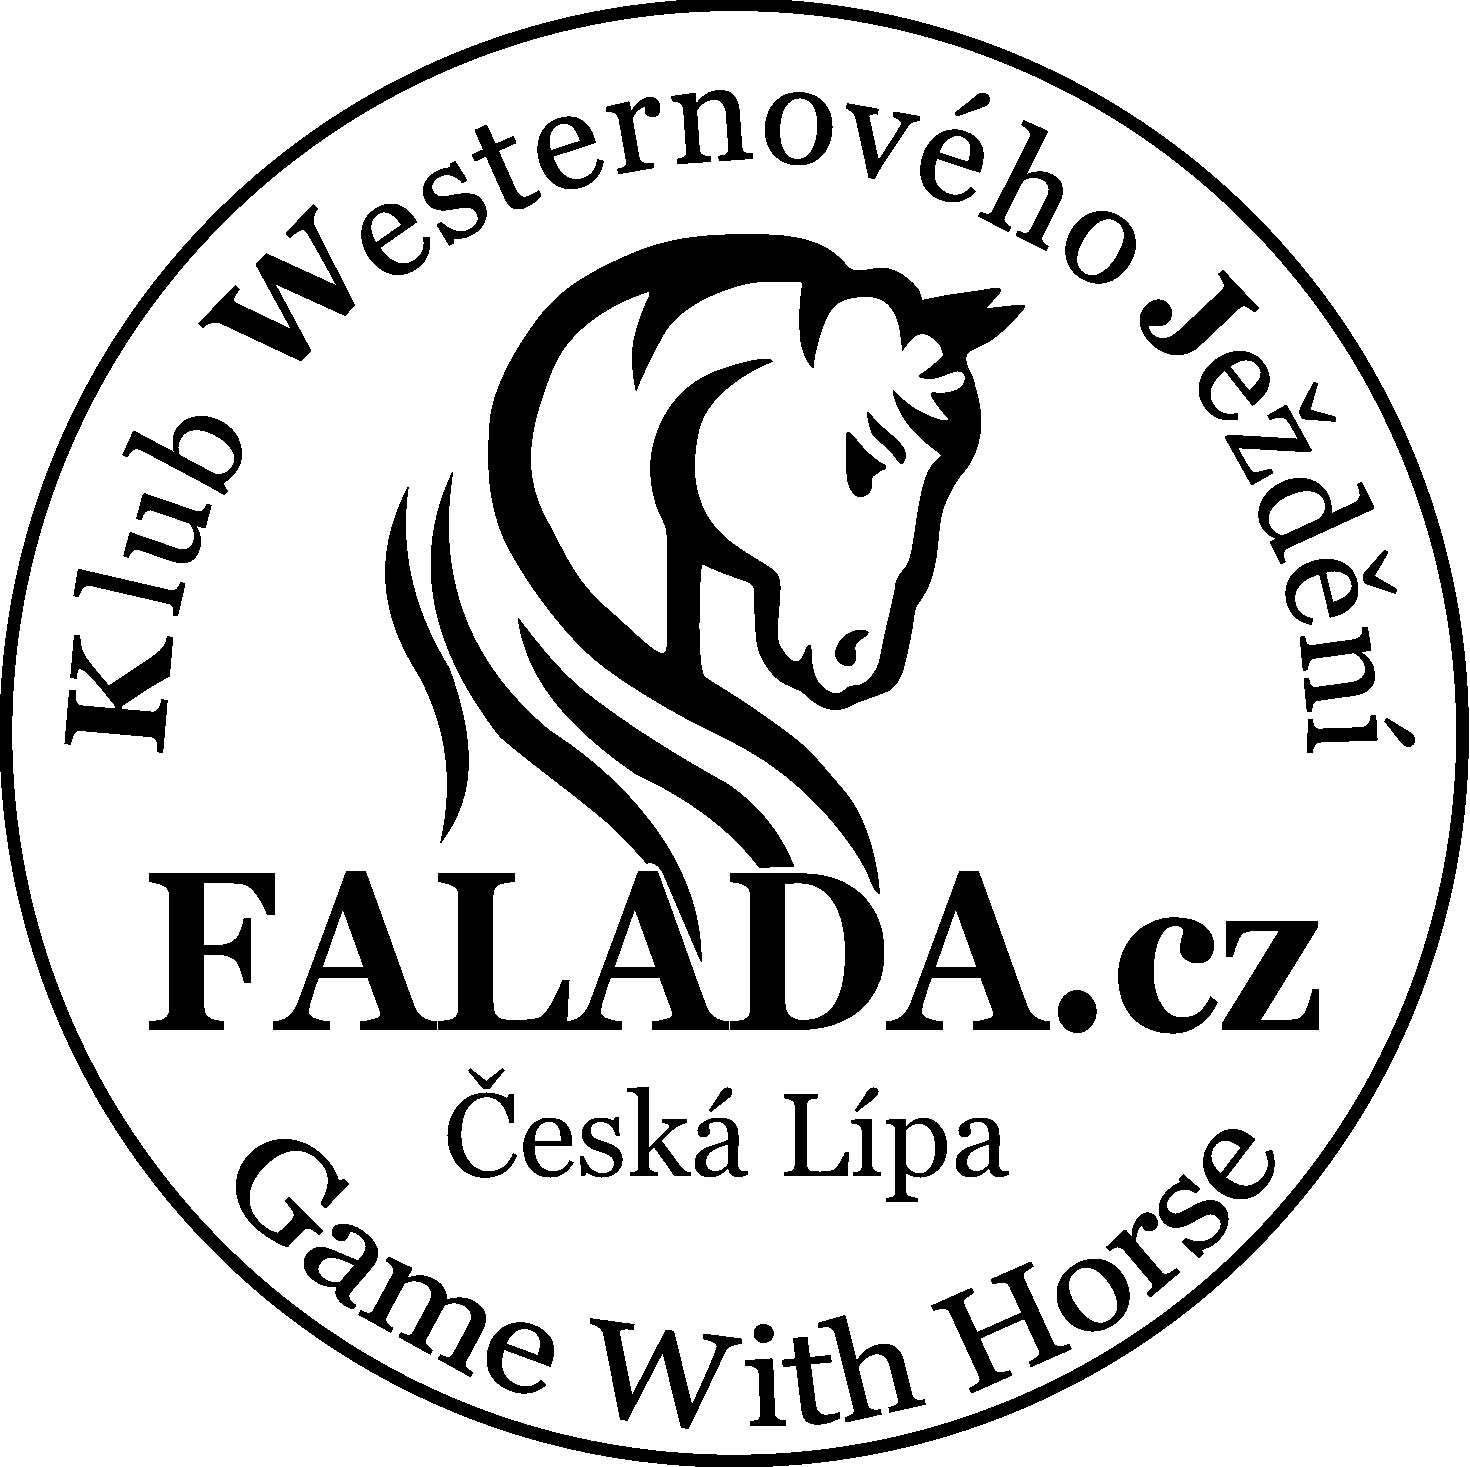 Klub Westernového Ježdění
FALADA.cz
Česká Lípa
Game With Horse